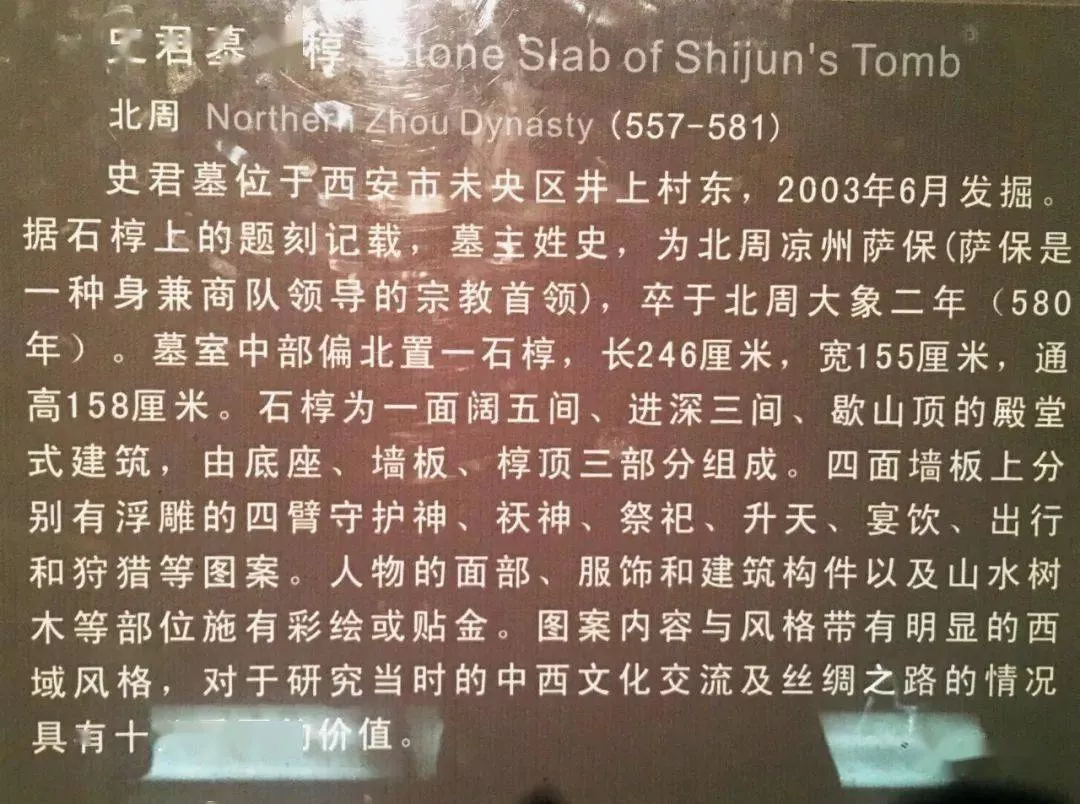 史君墓 椁 Stone Slab of Shijun's Tomb
北周 Northern Zhou Dynasty (557-581)
史君墓位于西安市未央区井上村东，2003年6月发掘。
据石椁上的题刻记载，墓主姓史，为北周凉州萨保(萨保是
一种身兼商队领导的宗教首领)，卒于北周大象二年（580
年）。墓室中部偏北置一石椁，长246厘米，宽155厘米，通
高158厘米。石椁为一面阔五间、进深三间、歇山顶的殿堂
式建筑，由底座、墙板、椁顶三部分组成。四面墙板上分
别有浮雕的四臂守护神、祆神、祭祀、升天、宴饮、出行
和狩猎等图案。人物的面部、服饰和建筑构件以及山水树
木等部位施有彩绘或贴金。图案内容与风格带有明显的西
域风格，对于研究当时的中西文化交流及丝绸之路的情况
具有十 的价值。